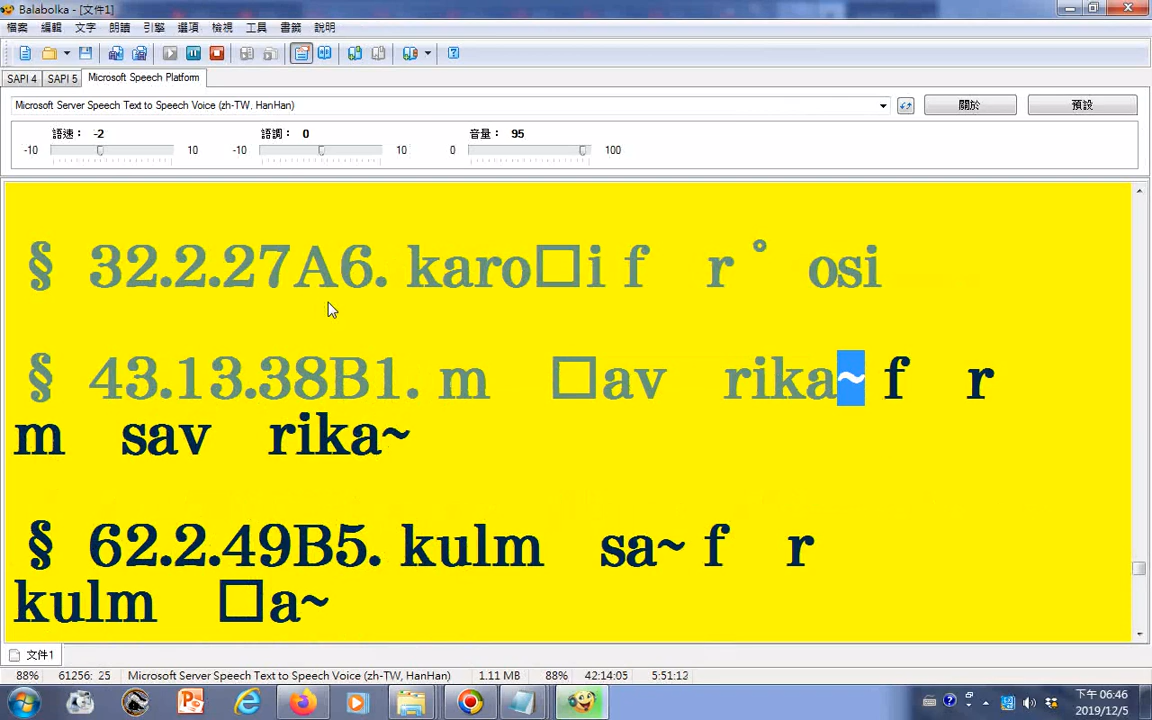 Balabolka - [文件1]
檔案 編輯 文字 朗讀 引擎 選項 檢視 工具 書籤 說明
SAPI 4 SAPI 5 Microsoft Speech Platform
Microsoft Server Speech Text to Speech Voice (zh-TW, HanHan) 關於 預設
語速： -2 語調： 0 音量： 95
-10 10 -10 10 0 100
§ 32.2.27A6. karo□i f r ° osi
§ 43.13.38B1. m □av rika~ f r
m sav rika~
§ 62.2.49B5. kulm sa~ f r
kulm □a~
文件1
88% 61256: 25 Microsoft Server Speech Text to Speech Voice (zh-TW, HanHan) 1.11 MB 88% 42:14:05 5:51:12
下午 06:46
2019/12/5